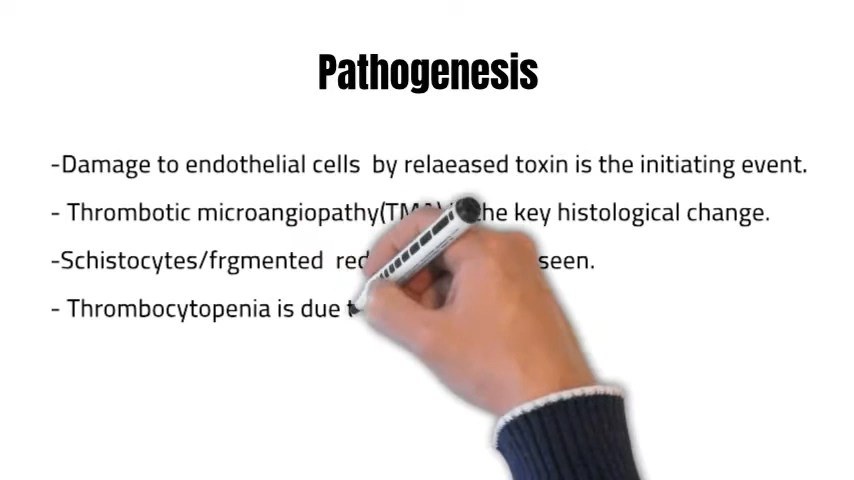 Pathogenesis
-Damage to endothelial cells by relaeased toxin is the initiating event.
- Thrombotic microangiopathy(TMA) the key histological change.
-Schistocytes/frgmented red seen.
- Thrombocytopenia is due